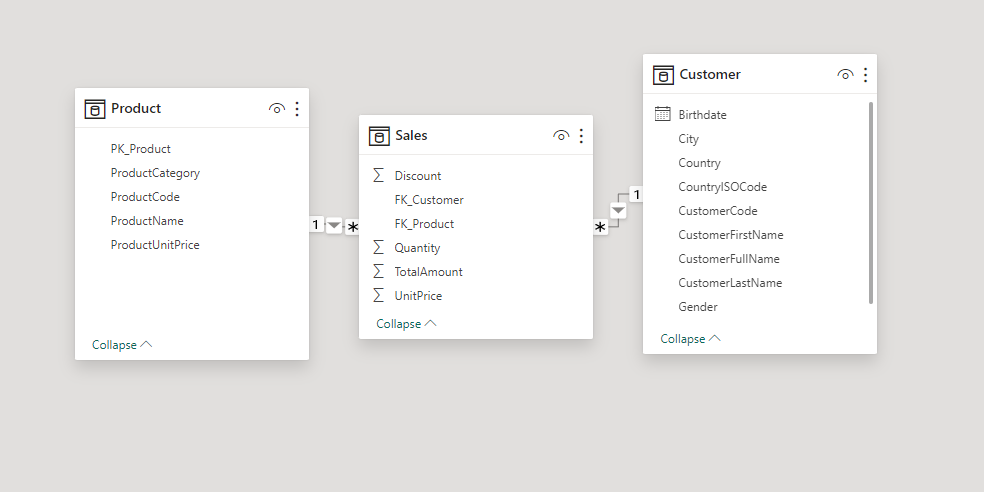 Product
PK_Product
ProductCategory
ProductCode
ProductName
ProductUnitPrice
Collapse
1
*
Sales
Discount
FK_Customer
FK_Product
Quantity
TotalAmount
UnitPrice
Collapse
*
1
Customer
Birthdate
City
Country
CountryISOCode
CustomerCode
CustomerFirstName
CustomerFullName
CustomerLastName
Gender
Collapse